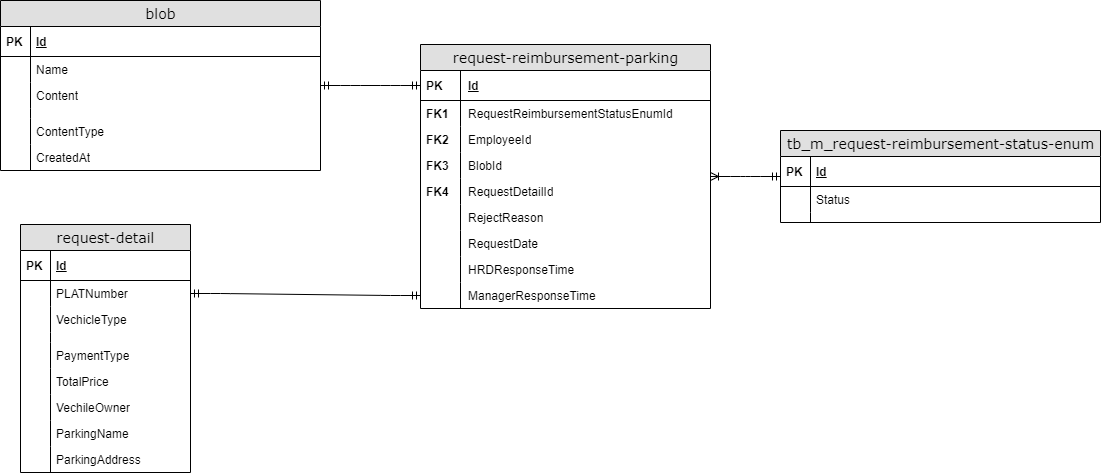 blob
PK Id
Name
Content
ContentType
CreatedAt
request-reimbursement-parking
PK Id
FK1 RequestReimbursementStatusEnumId
FK2 EmployeeId
FK3 BlobId
FK4 RequestDetailId
RejectReason
RequestDate
HRDResponseTime
ManagerResponseTime
tb_m_request-reimbursement-status-enum
PK Id
Status
request-detail
PK Id
PLATNumber
VechicleType
PaymentType
TotalPrice
VechileOwner
ParkingName
ParkingAddress